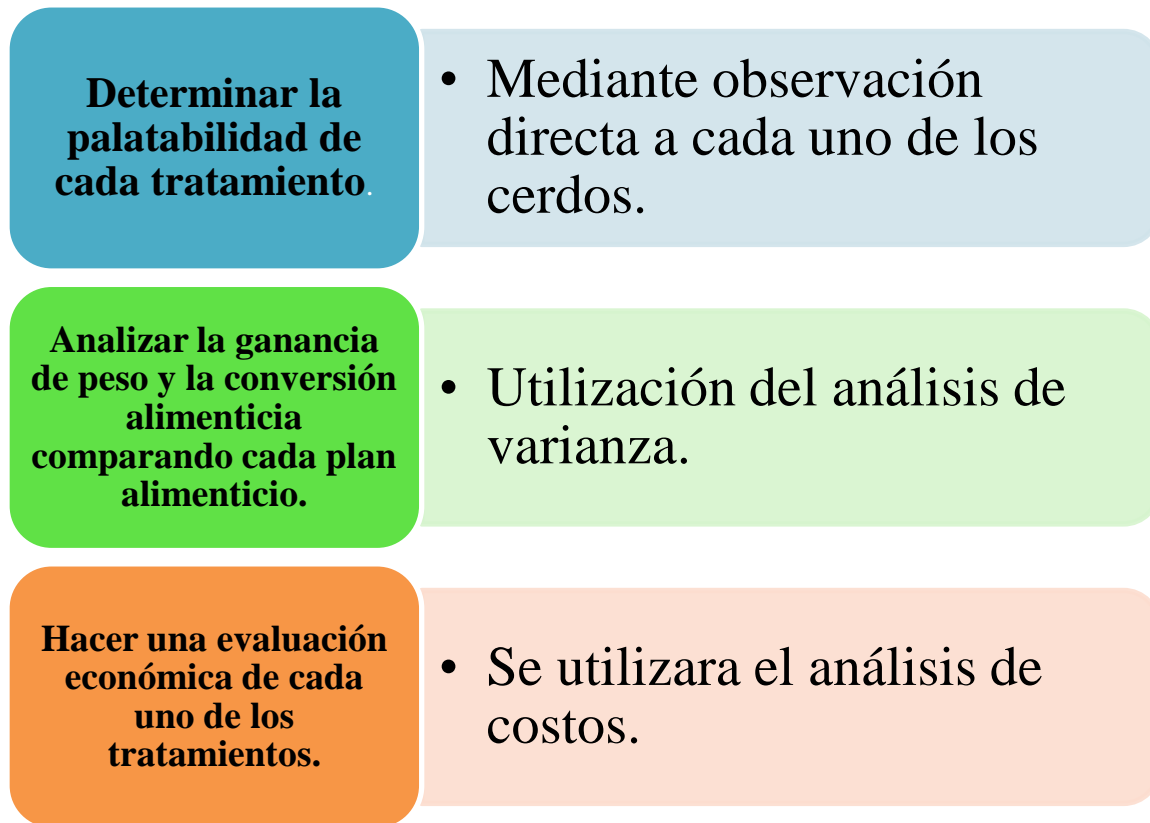 Determinar la
palatabilidad de
cada tratamiento.
• Mediante observación
directa a cada uno de los
cerdos.
Analizar la ganancia
de peso y la conversión
alimenticia
comparando cada plan
alimenticio.
• Utilización del análisis de
varianza.
Hacer una evaluación
económica de cada
uno de los
tratamientos.
• Se utilizara el análisis de
costos.